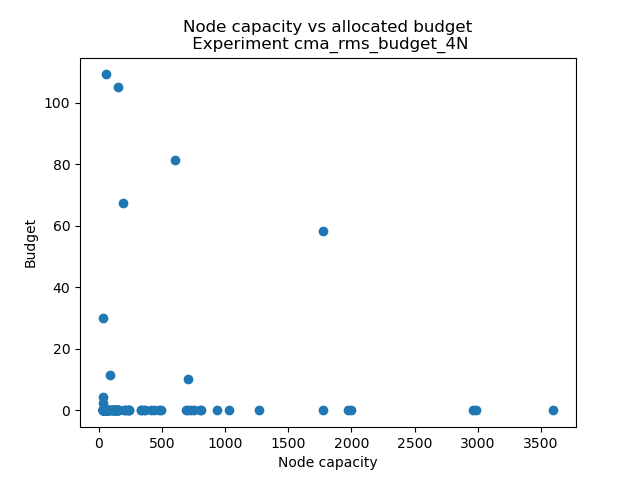 Node capacity vs allocated budget
Experiment cma_rms_budget_4N
100
80
60
40
20
0
Budget
0 500 1000 1500 2000 2500 3000 3500
Node capacity